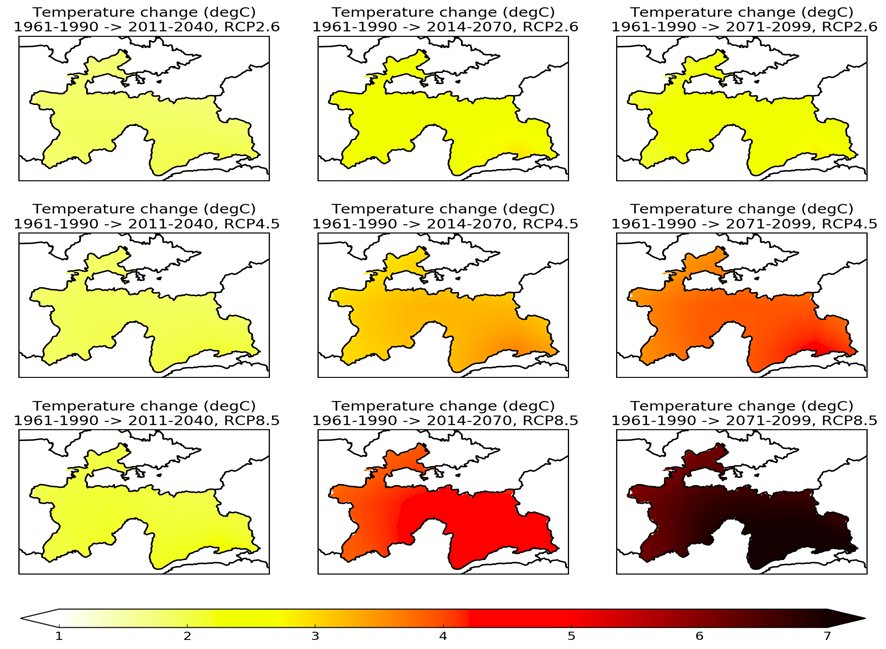 Temperature change (degC)
1961-1990 -> 2011-2040, RCP2.6
Temperature change (degC)
1961-1990 -> 2014-2070, RCP2.6
Temperature change (degC)
1961-1990 -> 2071-2099, RCP2.6
Temperature change (degC)
1961-1990 -> 2011-2040, RCP4.5
Temperature change (degC)
1961-1990 -> 2014-2070, RCP4.5
Temperature change (degC)
1961-1990 -> 2071-2099, RCP4.5
Temperature change (degC)
1961-1990 -> 2011-2040, RCP8.5
Temperature change (degC)
1961-1990 -> 2014-2070, RCP8.5
Temperature change (degC)
1961-1990 -> 2071-2099, RCP8.5
1 2 3 4 5 6 7